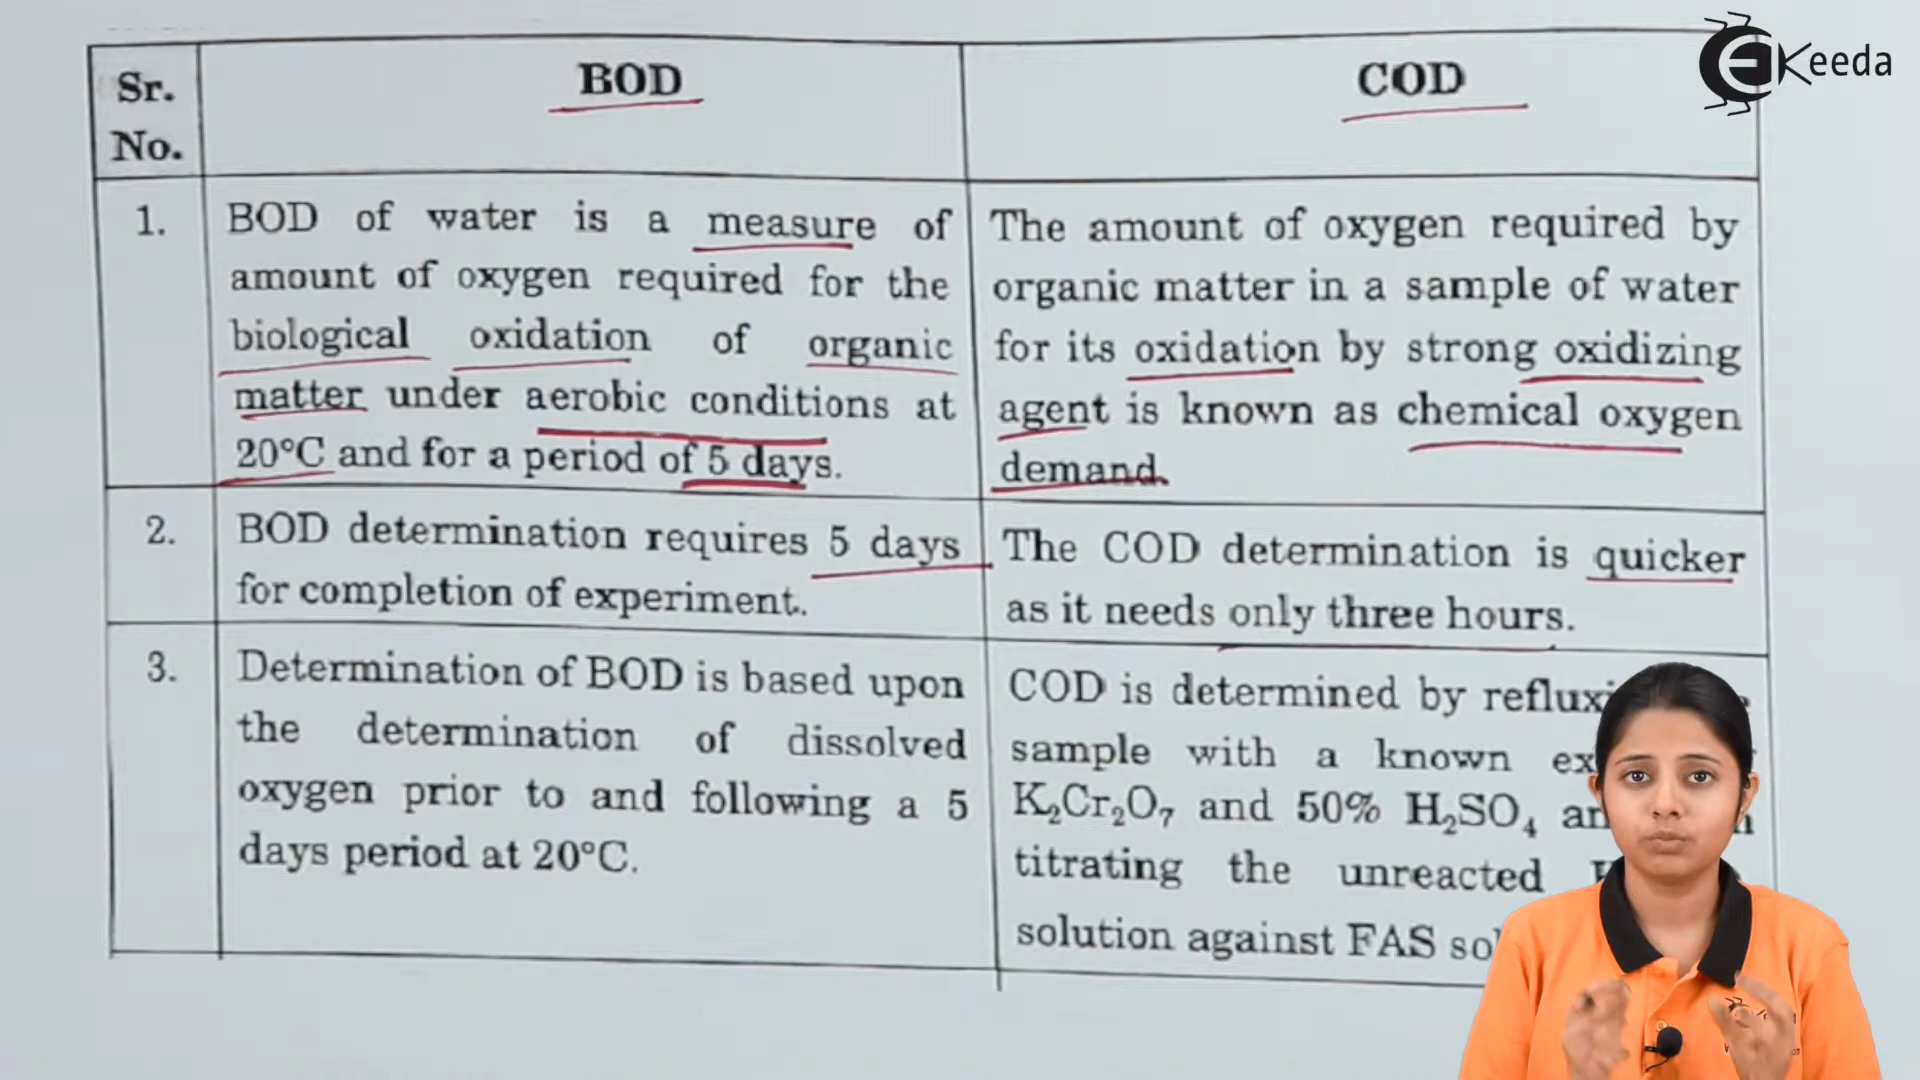 EKeeda
Sr.
No.
BOD
COD
1.
BOD of water is a measure of
amount of oxygen required for the
biological oxidation of organic
matter under aerobic conditions at
20°C and for a period of 5 days.
The amount of oxygen required by
organic matter in a sample of water
for its oxidation by strong oxidizing
agent is known as chemical oxygen
demand.
2.
BOD determination requires 5 days
for completion of experiment.
The COD determination is quicker
as it needs only three hours.
3.
Determination of BOD is based upon
the determination of dissolved
oxygen prior to and following a 5
days period at 20°C.
COD is determined by
sample with a known
K₂Cr₂O₇ and 50% H₂SO₄
titrating the unreacted
solution against FAS